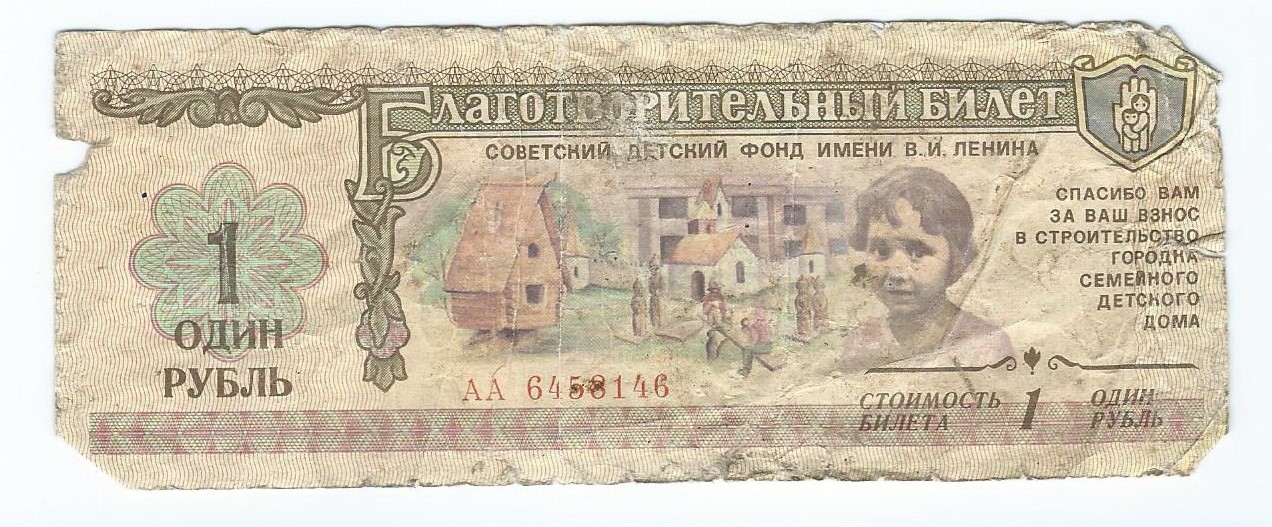 Благотворительный билет
СОВЕТСКИЙ ДЕТСКИЙ ФОНД ИМЕНИ В.И. ЛЕНИНА
СПАСИБО ВАМ
ЗА ВАШ ВЗНОС
В СТРОИТЕЛЬСТВО
ГОРОДКА
СЕМЕЙНОГО
ДЕТСКОГО
ДОМА
1
ОДИН
РУБЛЬ
АА 6458146
СТОИМОСТЬ
БИЛЕТА
1
ОДИН
РУБЛЬ